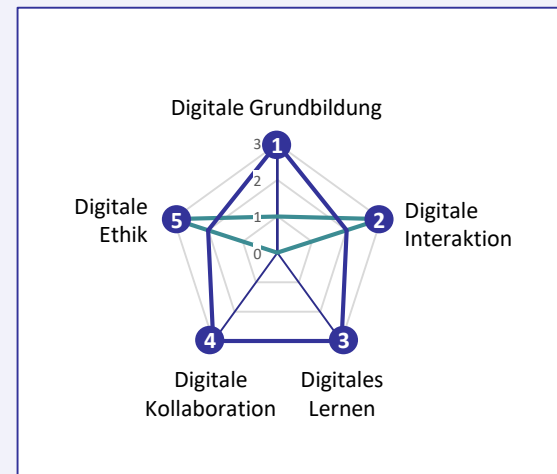 Digitale Grundbildung
3
1
2
Digitale
Ethik
5
1
2
Digitale
Interaktion
0
4
3
Digitale
Kollaboration
Digitales
Lernen